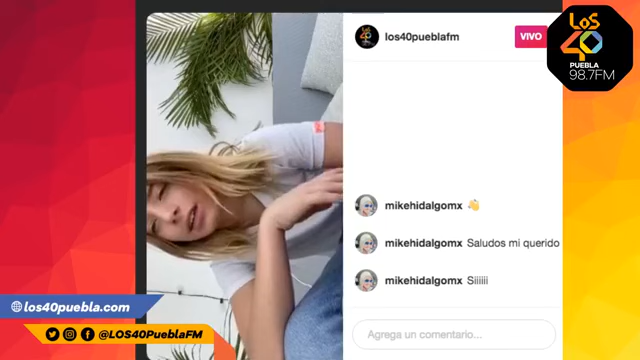 los40pueblafm
VIVO
LOS
40
PUEBLA
98.7FM
mikehidalgomx 👏
mikehidalgomx Saludos mi querido
mikehidalgomx Siiiiii
Agrega un comentario...
los40puebla.com
@LOS40PueblaFM